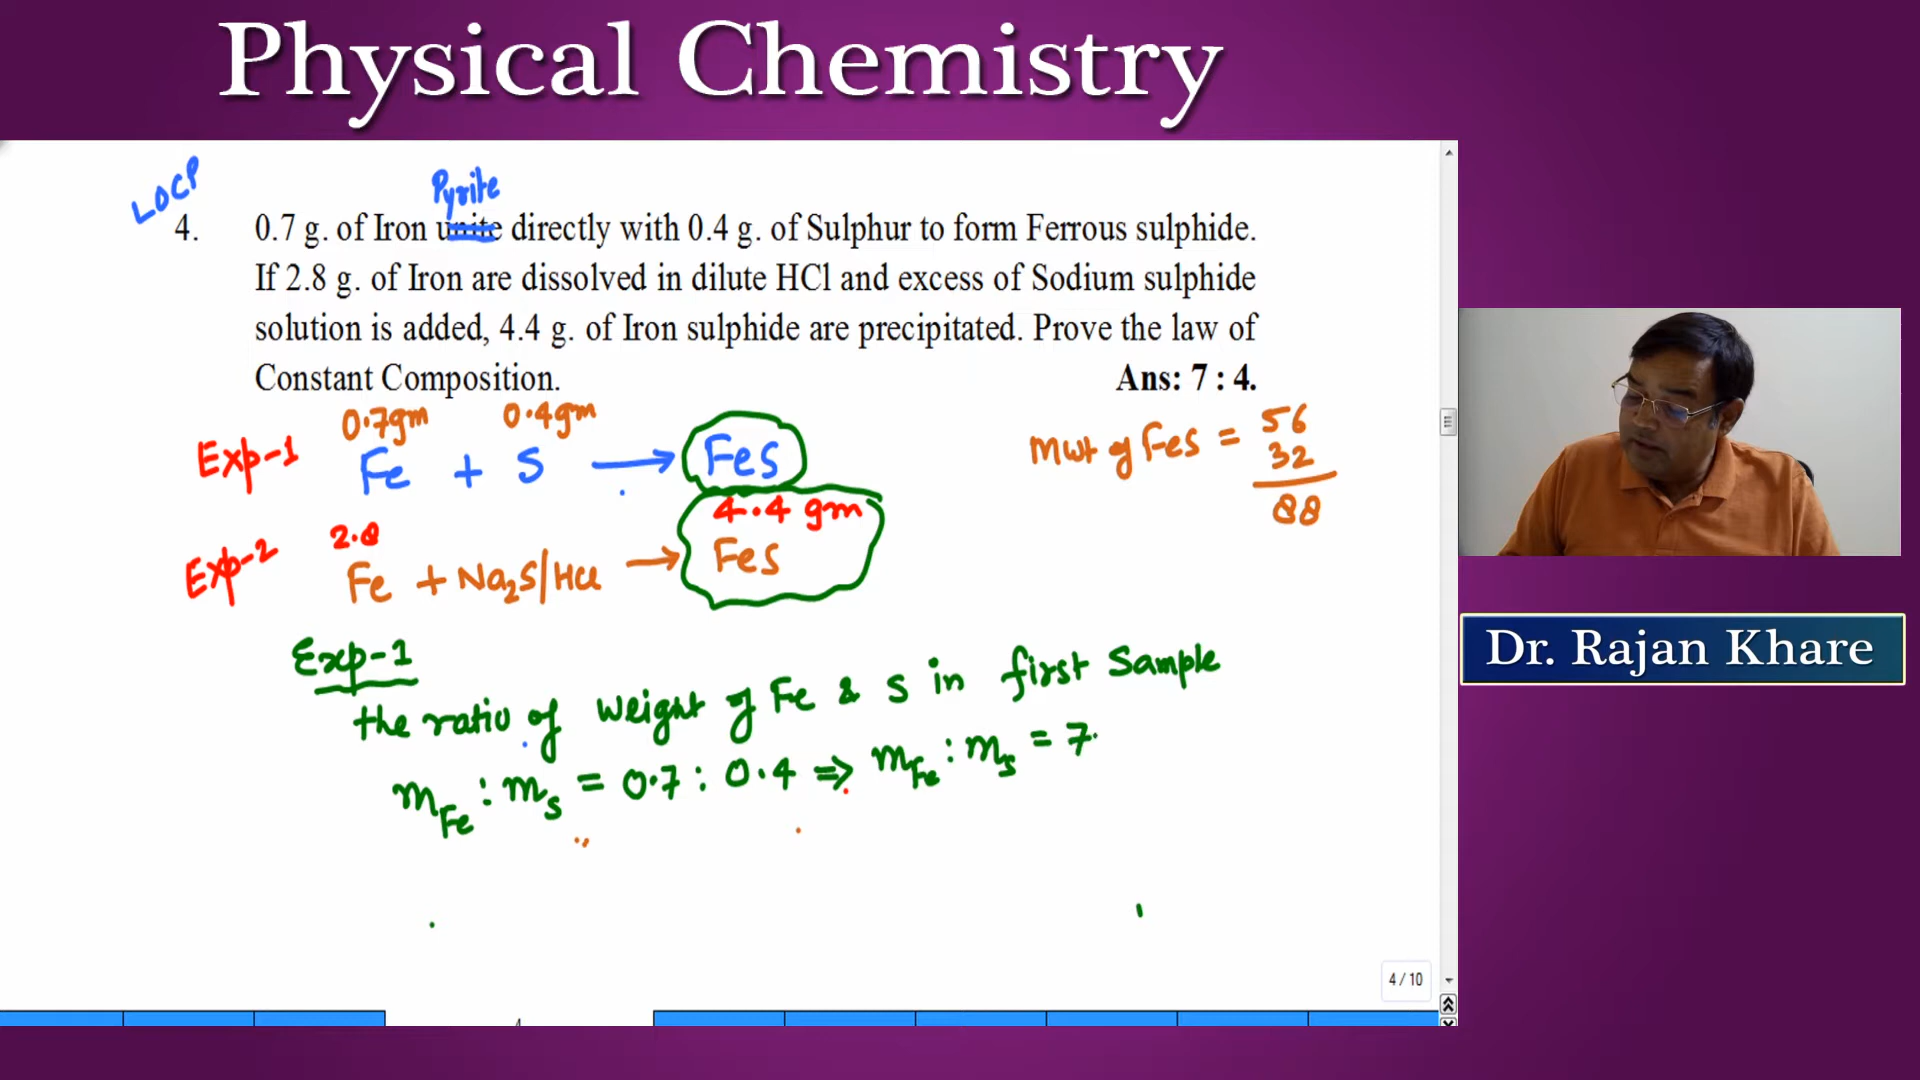 Physical Chemistry
LOCP
Pyrite
4. 0.7 g. of Iron unite directly with 0.4 g. of Sulphur to form Ferrous sulphide.
If 2.8 g. of Iron are dissolved in dilute HCl and excess of Sodium sulphide
solution is added, 4.4 g. of Iron sulphide are precipitated. Prove the law of
Constant Composition. Ans: 7 : 4.
0.7gm 0.4gm
Exp-1 Fe + S → FeS
Mwt of FeS = 56
32
88
2.8 4.4 gm
Exp-2 Fe + Na₂S/HCl → FeS
Exp-1
the ratio of weight of Fe & S in first Sample
m_Fe : m_S = 0.7 : 0.4 ⇒ m_Fe : m_S = 7
Dr. Rajan Khare
4 / 10
4